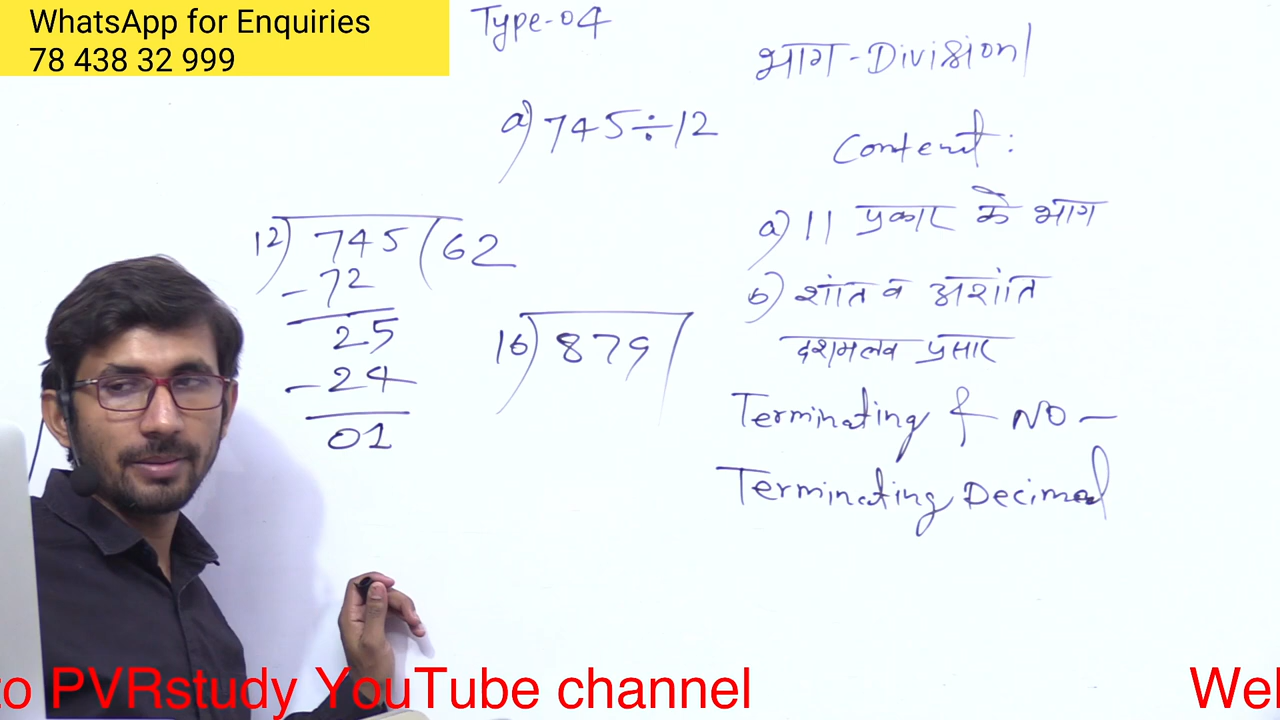 WhatsApp for Enquiries
78 438 32 999
Type-04
a) 745÷12
12) 745 (62
-72
25
-24
01
16) 879
भाग-Division
Content:
a) 11 प्रकार के भाग
b) शांत व अशांत
दशमलव प्रसार
Terminating & NO-
Terminating Decimal
to PVRstudy YouTube channel
Wel